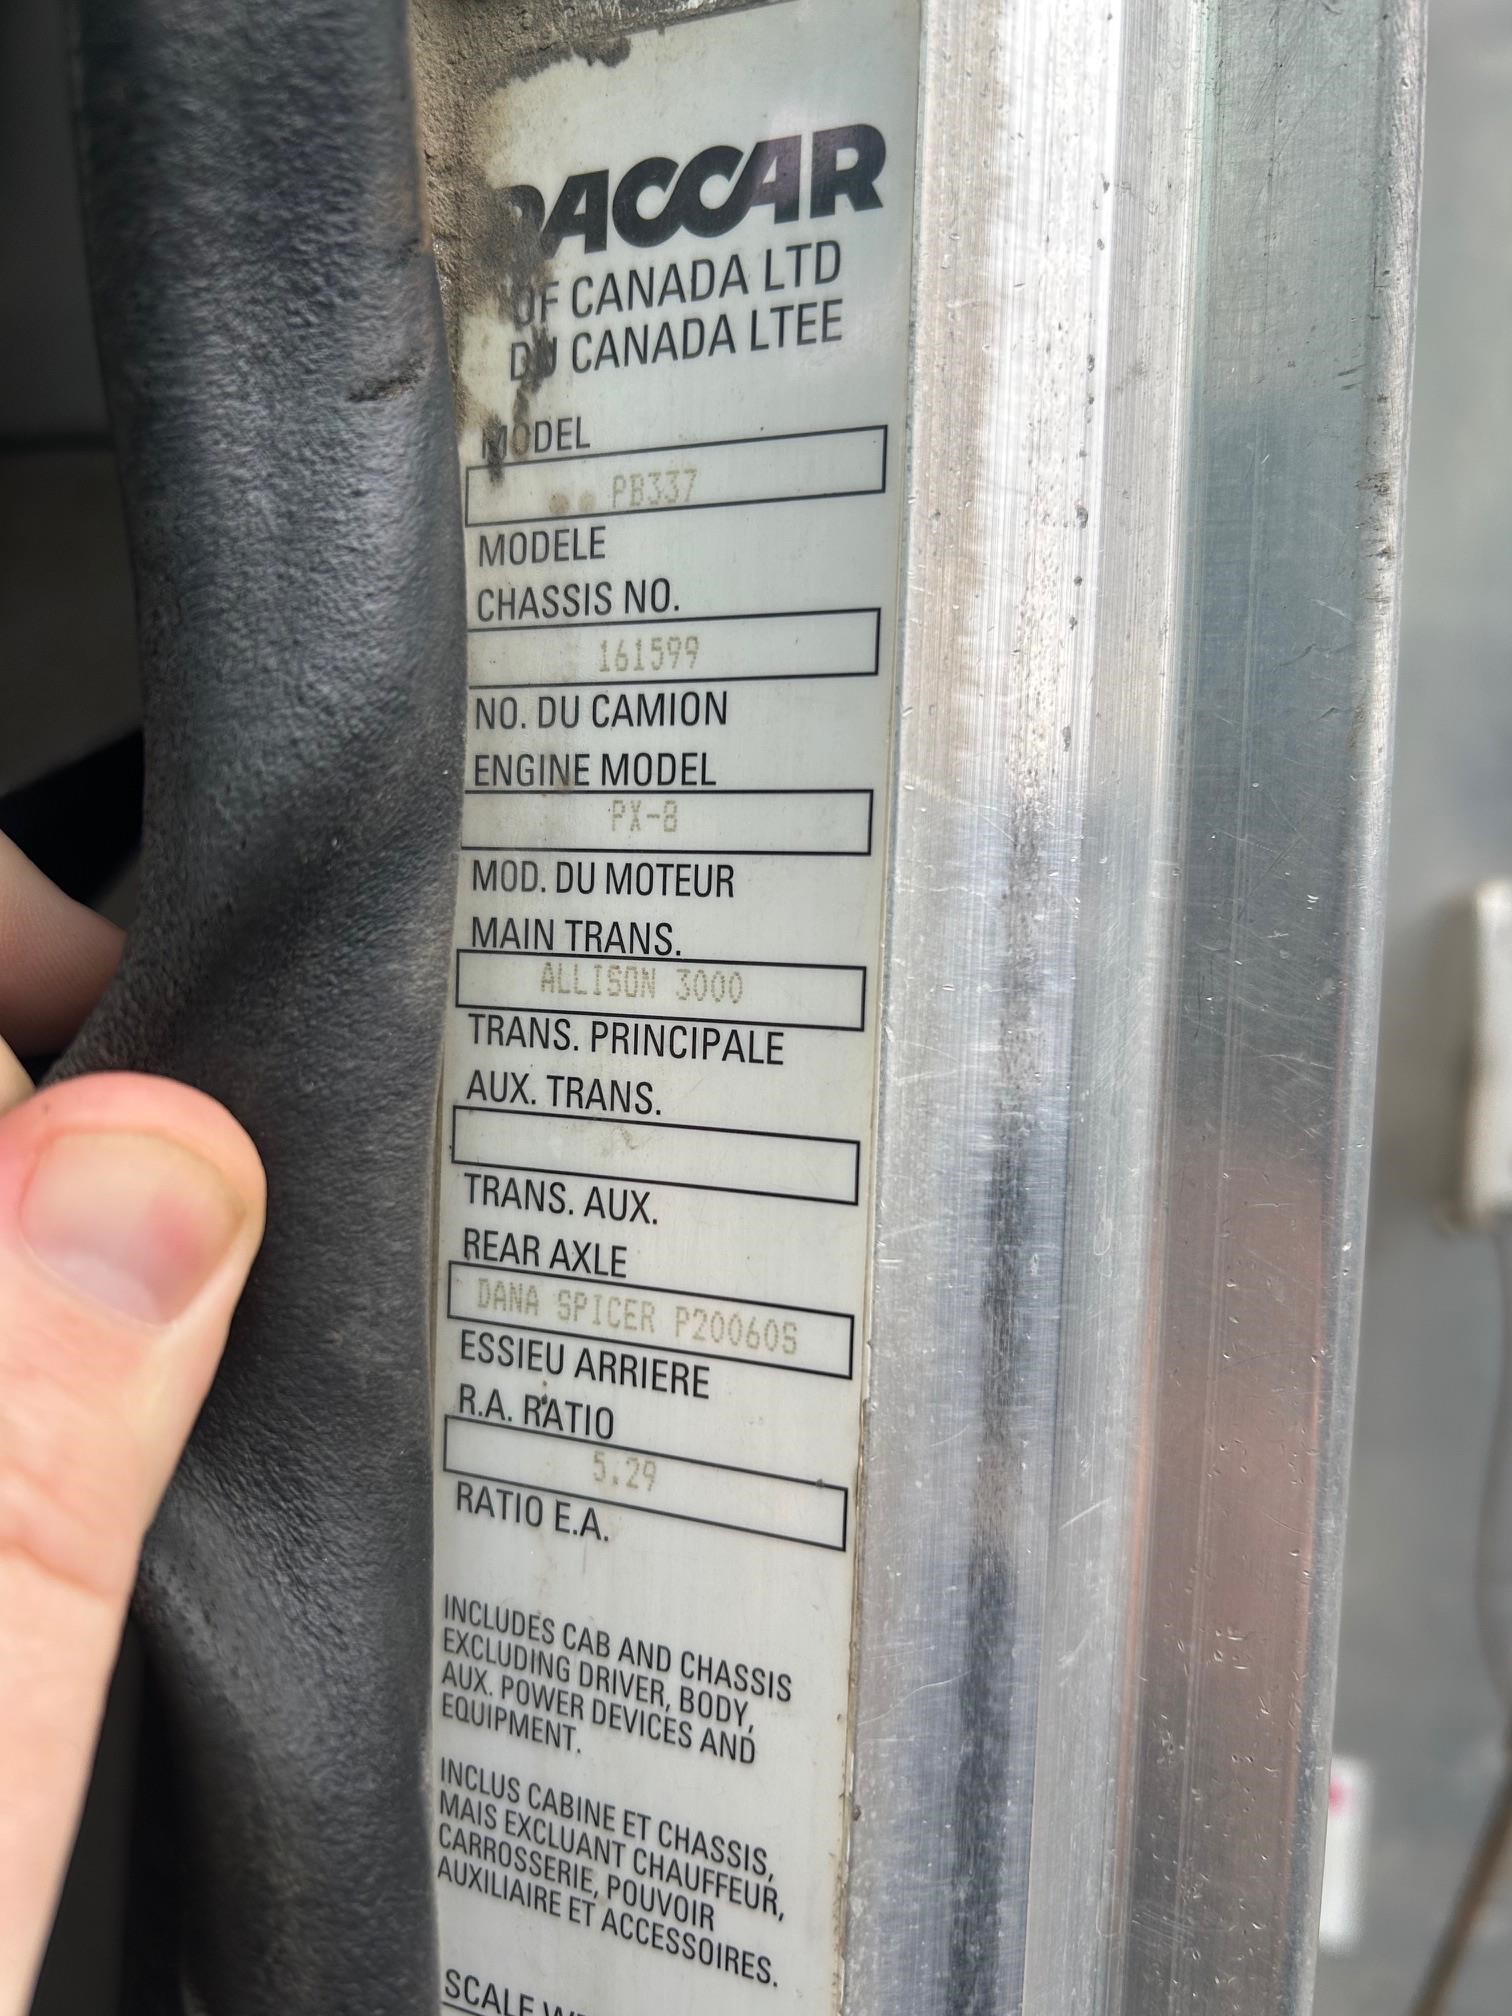 PACCAR
OF CANADA LTD
DU CANADA LTEE
MODEL
PB337
MODELE
CHASSIS NO.
161599
NO. DU CAMION
ENGINE MODEL
PX-8
MOD. DU MOTEUR
MAIN TRANS.
ALLISON 3000
TRANS. PRINCIPALE
AUX. TRANS.
TRANS. AUX.
REAR AXLE
DANA SPICER P20060S
ESSIEU ARRIERE
R.A. RATIO
5.29
RATIO E.A.
INCLUDES CAB AND CHASSIS
EXCLUDING DRIVER, BODY,
AUX. POWER DEVICES AND
EQUIPMENT.
INCLUS CABINE ET CHASSIS,
MAIS EXCLUANT CHAUFFEUR,
CARROSSERIE, POUVOIR
AUXILIAIRE ET ACCESSOIRES.
SCALE